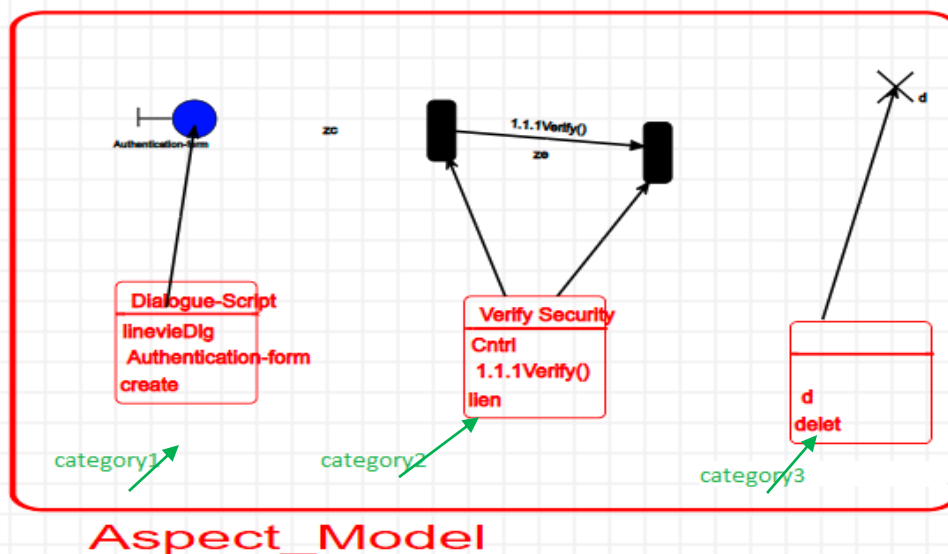 d
1.1.1Verify()
zc
Authentication-form
ze
Dialogue-Script
linevieDlg
Authentication-form
create
Verify Security
Cntrl
1.1.1Verify()
lien
d
delet
category1
category2
category3
Aspect_Model